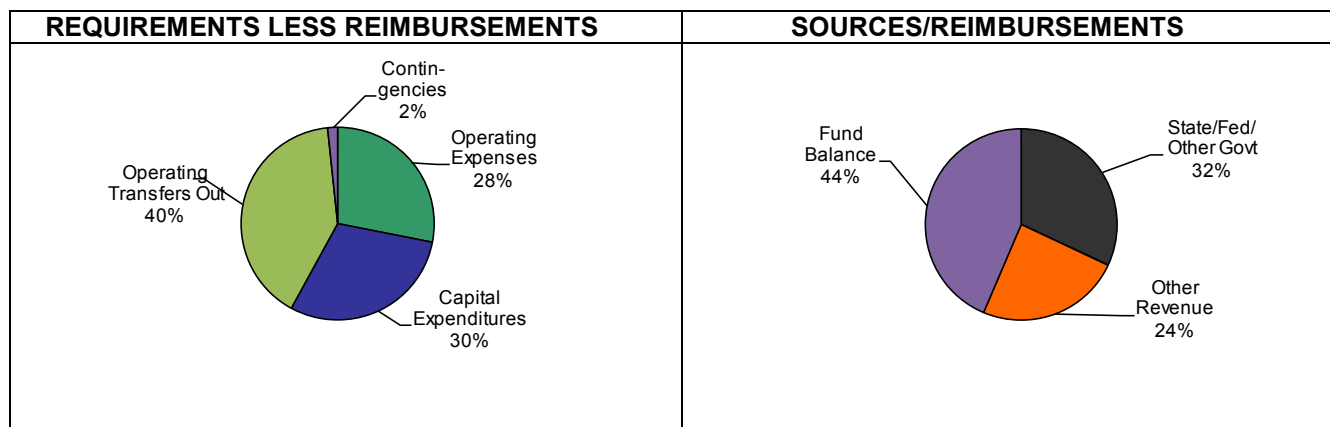 REQUIREMENTS LESS REIMBURSEMENTS
Contin-
gencies
2%
Operating
Expenses
28%
Operating
Transfers Out
40%
Capital
Expenditures
30%
SOURCES/REIMBURSEMENTS
Fund
Balance
44%
State/Fed/
Other Govt
32%
Other
Revenue
24%